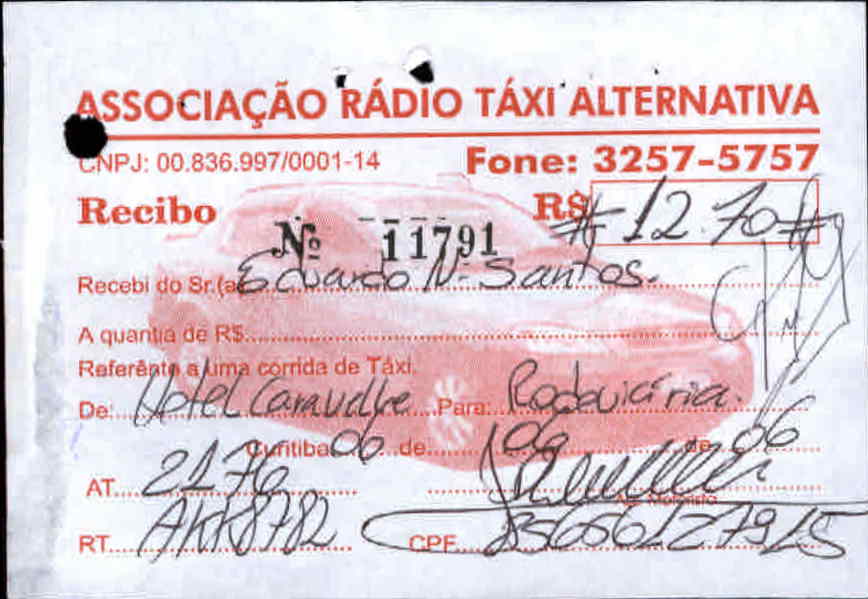 ASSOCIAÇÃO RÁDIO TÁXI ALTERNATIVA
CNPJ: 00.836.997/0001-14 Fone: 3257-5757
Recibo R$ # 12.70 #
Nº 11791
Recebi do Sr.(a Eduardo N. Santos.
A quantia de R$
Referente a uma corrida de Táxi.
De: Hotel Caravelle Para: Rodoviária.
Curitiba 06 de 06 de 06
AT. 2176
Motorista
RT. AKK8782 CPF 85656127915